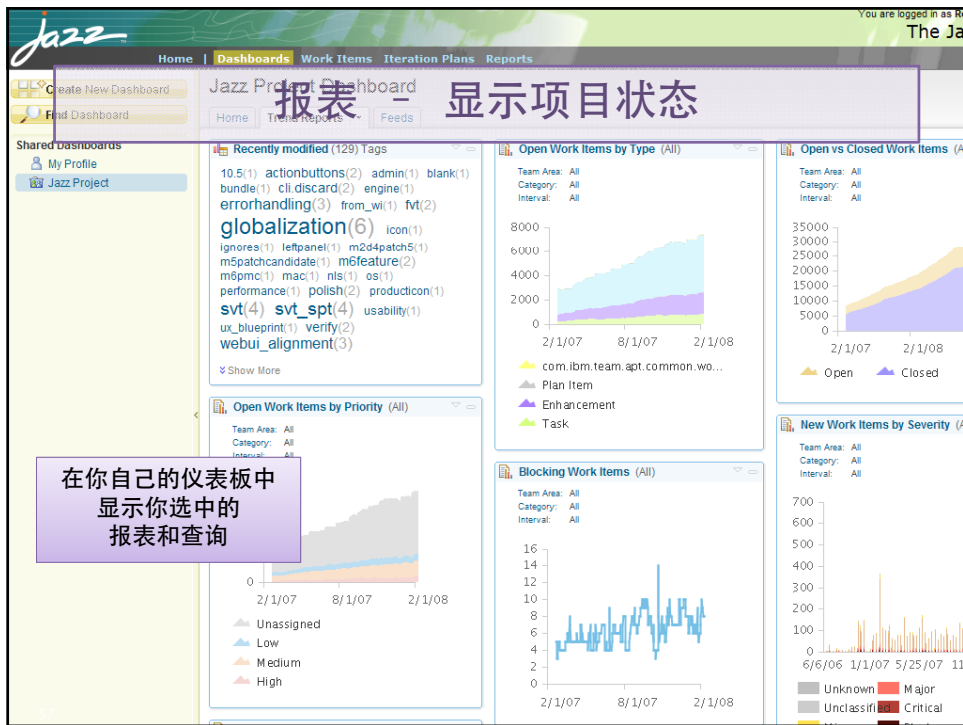 You are logged in as
The Ja
Jazz
Home | Dashboards Work Items Iteration Plans Reports
Create New Dashboard
Find Dashboard
Shared Dashboards
My Profile
Jazz Project
Jazz Project Dashboard
报表 - 显示项目状态
Home Trend Reports Feeds
Recently modified (129) Tags
10.5(1) actionbuttons(2) admin(1) blank(1)
bundle(1) cli.discard(2) engine(1)
errorhandling(3) from_wi(1) fvt(2)
globalization(6) icon(1)
ignores(1) leftpanel(1) m2d4patch5(1)
m5patchcandidate(1) m6feature(2)
m6pmc(1) mac(1) nls(1) os(1)
performance(1) polish(2) producticon(1)
svt(4) svt_spt(4) usability(1)
ux_blueprint(1) verify(2)
webui_alignment(3)
Show More
Open Work Items by Priority (All)
Team Area: All
Category: All
Interval: All
在你自己的仪表板中
显示你选中的
报表和查询
0
2/1/07 8/1/07 2/1/08
Unassigned
Low
Medium
High
Open Work Items by Type (All)
Team Area: All
Category: All
Interval: All
8000
6000
4000
2000
0
2/1/07 8/1/07 2/1/08
com.ibm.team.apt.common.wo...
Plan Item
Enhancement
Task
Blocking Work Items (All)
Team Area: All
Category: All
Interval: All
16
14
12
10
8
6
4
2
0
2/1/07 8/1/07 2/1/08
Open vs Closed Work Items (A
Team Area: All
Category: All
Interval: All
35000
30000
25000
20000
15000
10000
5000
0
2/1/07 2/1/08
Open Closed
New Work Items by Severity (A
Team Area: All
Category: All
Interval: All
700
600
500
400
300
200
100
0
6/6/06 1/1/07 5/25/07 11
Unknown Major
Unclassified Critical
57